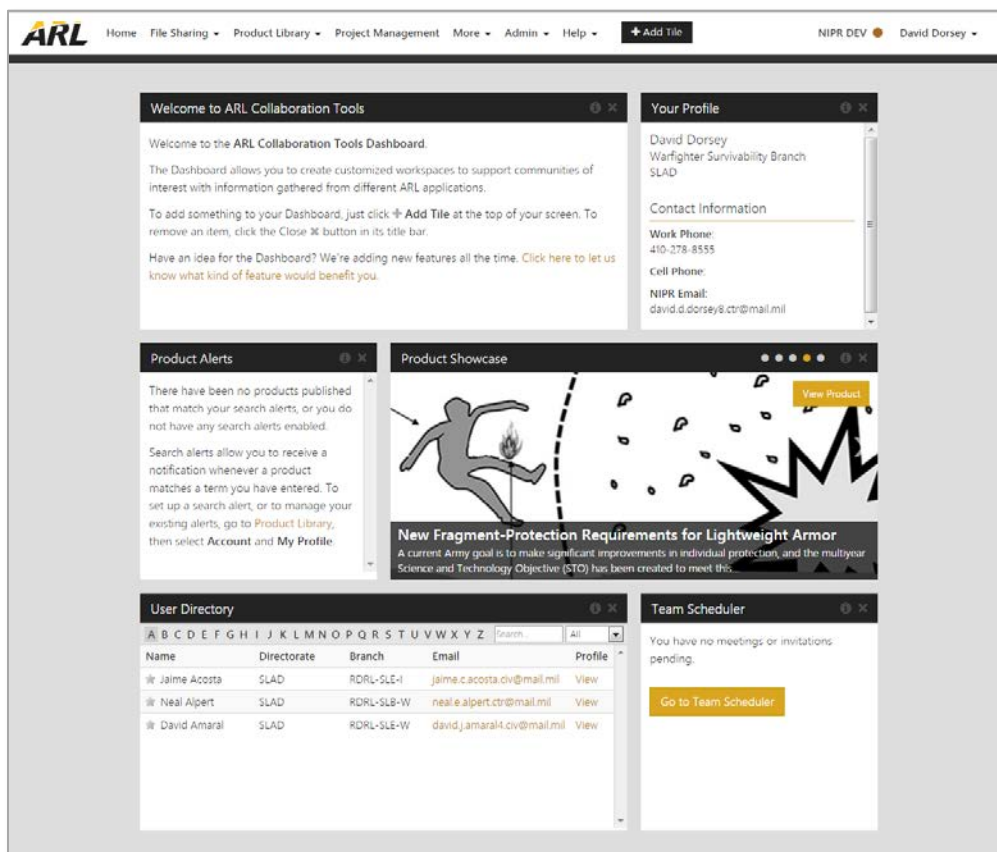 ARL Home File Sharing Product Library Project Management More Admin Help + Add Tile NIPR DEV David Dorsey
Welcome to ARL Collaboration Tools
Welcome to the ARL Collaboration Tools Dashboard.
The Dashboard allows you to create customized workspaces to support communities of
interest with information gathered from different ARL applications.
To add something to your Dashboard, just click + Add Tile at the top of your screen. To
remove an item, click the Close ✖ button in its title bar.
Have an idea for the Dashboard? We're adding new features all the time. Click here to let us
know what kind of feature would benefit you.
Your Profile
David Dorsey
Warfighter Survivability Branch
SLAD
Contact Information
Work Phone:
410-278-8555
Cell Phone:
NIPR Email:
david.d.dorsey8.ctr@mail.mil
Product Alerts
There have been no products published
that match your search alerts, or you do
not have any search alerts enabled.
Search alerts allow you to receive a
notification whenever a product
matches a term you have entered. To
set up a search alert, or to manage your
existing alerts, go to Product Library,
then select Account and My Profile
Product Showcase
View Product
New Fragment-Protection Requirements for Lightweight Armor
A current Army goal is to make significant improvements in individual protection, and the multiyear
Science and Technology Objective (STO) has been created to meet this...
User Directory
A B C D E F G H I J K L M N O P Q R S T U V W X Y Z Search... All
Name Directorate Branch Email Profile
Jaime Acosta SLAD RDRL-SLE-I jaime.c.acosta.civ@mail.mil View
Neal Alpert SLAD RDRL-SLB-W neal.e.alpert.ctr@mail.mil View
David Amaral SLAD RDRL-SLE-W david.j.amaral4.civ@mail.mil View
Team Scheduler
You have no meetings or invitations
pending.
Go to Team Scheduler